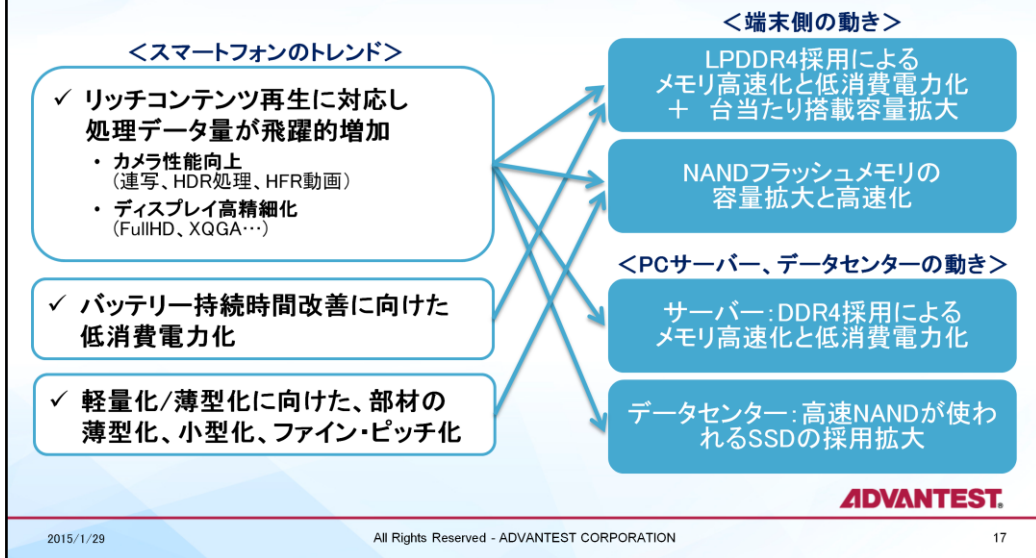 ＜スマートフォンのトレンド＞
✓ リッチコンテンツ再生に対応し
処理データ量が飛躍的増加
・ カメラ性能向上
（連写、HDR処理、HFR動画）
・ ディスプレイ高精細化
（FullHD、XQGA…）
✓ バッテリー持続時間改善に向けた
低消費電力化
✓ 軽量化/薄型化に向けた、部材の
薄型化、小型化、ファイン・ピッチ化
＜端末側の動き＞
LPDDR4採用による
メモリ高速化と低消費電力化
＋ 台当たり搭載容量拡大
NANDフラッシュメモリの
容量拡大と高速化
＜PCサーバー、データセンターの動き＞
サーバー：DDR4採用による
メモリ高速化と低消費電力化
データセンター：高速NANDが使わ
れるSSDの採用拡大
ADVANTEST.
2015/1/29
All Rights Reserved - ADVANTEST CORPORATION
17